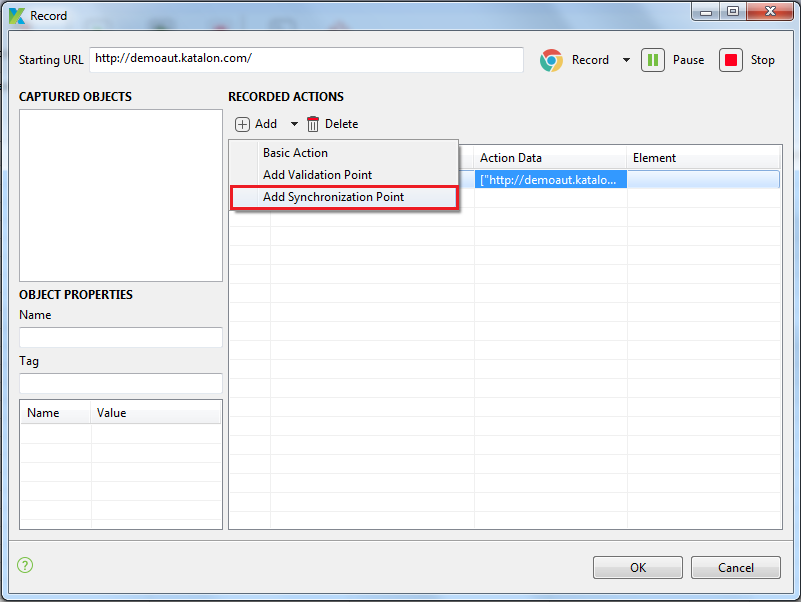 Record
Starting URL http://demoaut.katalon.com/ Record Pause Stop
CAPTURED OBJECTS RECORDED ACTIONS
Add Delete
Basic Action
Add Validation Point
Add Synchronization Point
Action Data Element
["http://demoaut.katalo...
OBJECT PROPERTIES
Name
Tag
Name Value
? OK Cancel